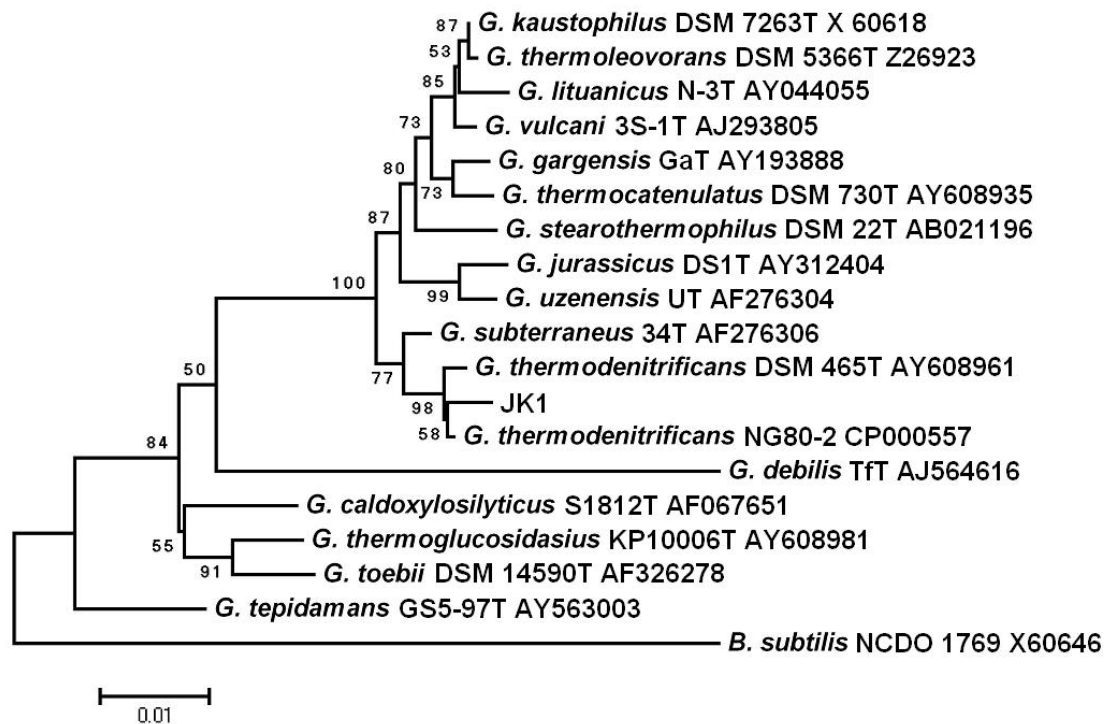 87
G. kaustophilus DSM 7263T X 60618
53
G. thermoleovorans DSM 5366T Z26923
85
G. lituanicus N-3T AY044055
73
G. vulcani 3S-1T AJ293805
80
G. gargensis GaT AY193888
73
G. thermocatenulatus DSM 730T AY608935
87
G. stearothermophilus DSM 22T AB021196
G. jurassicus DS1T AY312404
100
99
G. uzenensis UT AF276304
G. subterraneus 34T AF276306
50
77
G. thermodenitrificans DSM 465T AY608961
98
JK1
58
G. thermodenitrificans NG80-2 CP000557
84
G. debilis TfT AJ564616
G. caldoxylosilyticus S1812T AF067651
55
G. thermoglucosidasius KP10006T AY608981
91
G. toebii DSM 14590T AF326278
G. tepidamans GS5-97T AY563003
B. subtilis NCDO 1769 X60646
0.01